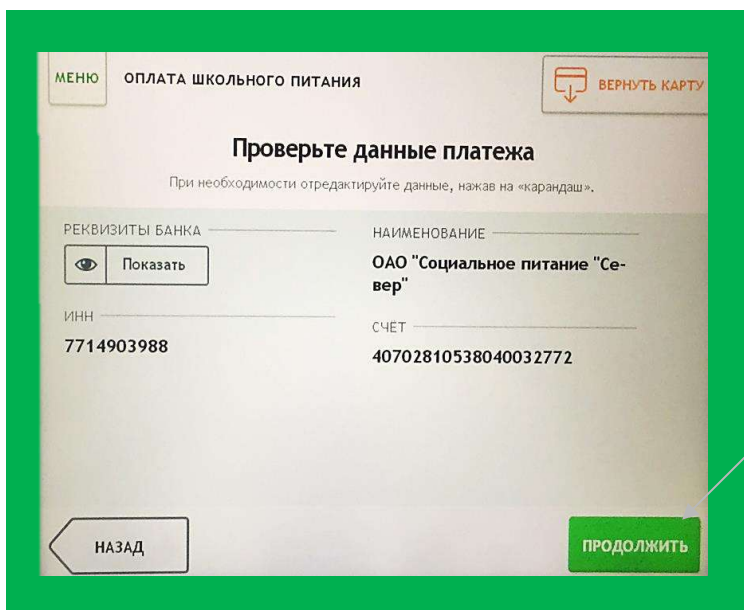 МЕНЮ ОПЛАТА ШКОЛЬНОГО ПИТАНИЯ ВЕРНУТЬ КАРТУ
Проверьте данные платежа
При необходимости отредактируйте данные, нажав на «карандаш».
РЕКВИЗИТЫ БАНКА
Показать
НАИМЕНОВАНИЕ
ОАО "Социальное питание "Се-
вер"
ИНН
7714903988
СЧЁТ
40702810538040032772
НАЗАД
ПРОДОЛЖИТЬ